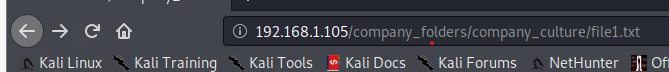 192.168.1.105/company_folders/company_culture/file1.txt
Kali Linux Kali Training Kali Tools Kali Docs Kali Forums NetHunter